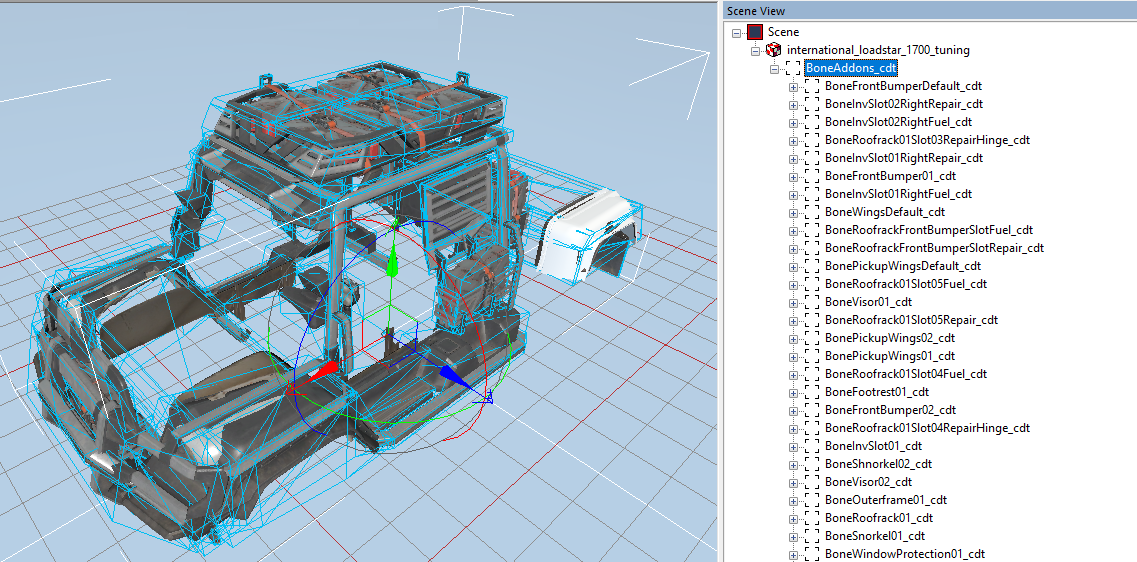 Scene View
Scene
international_loadstar_1700_tuning
BoneAddons_cdt
BoneFrontBumperDefault_cdt
BoneInvSlot02RightRepair_cdt
BoneInvSlot02RightFuel_cdt
BoneRoofrack01Slot03RepairHinge_cdt
BoneInvSlot01RightRepair_cdt
BoneFrontBumper01_cdt
BoneInvSlot01RightFuel_cdt
BoneWingsDefault_cdt
BoneRoofrackFrontBumperSlotFuel_cdt
BoneRoofrackFrontBumperSlotRepair_cdt
BonePickupWingsDefault_cdt
BoneRoofrack01Slot05Fuel_cdt
BoneVisor01_cdt
BoneRoofrack01Slot05Repair_cdt
BonePickupWings02_cdt
BonePickupWings01_cdt
BoneRoofrack01Slot04Fuel_cdt
BoneFootrest01_cdt
BoneFrontBumper02_cdt
BoneRoofrack01Slot04RepairHinge_cdt
BoneInvSlot01_cdt
BoneShnorkel02_cdt
BoneVisor02_cdt
BoneOuterframe01_cdt
BoneRoofrack01_cdt
BoneSnorkel01_cdt
BoneWindowProtection01_cdt